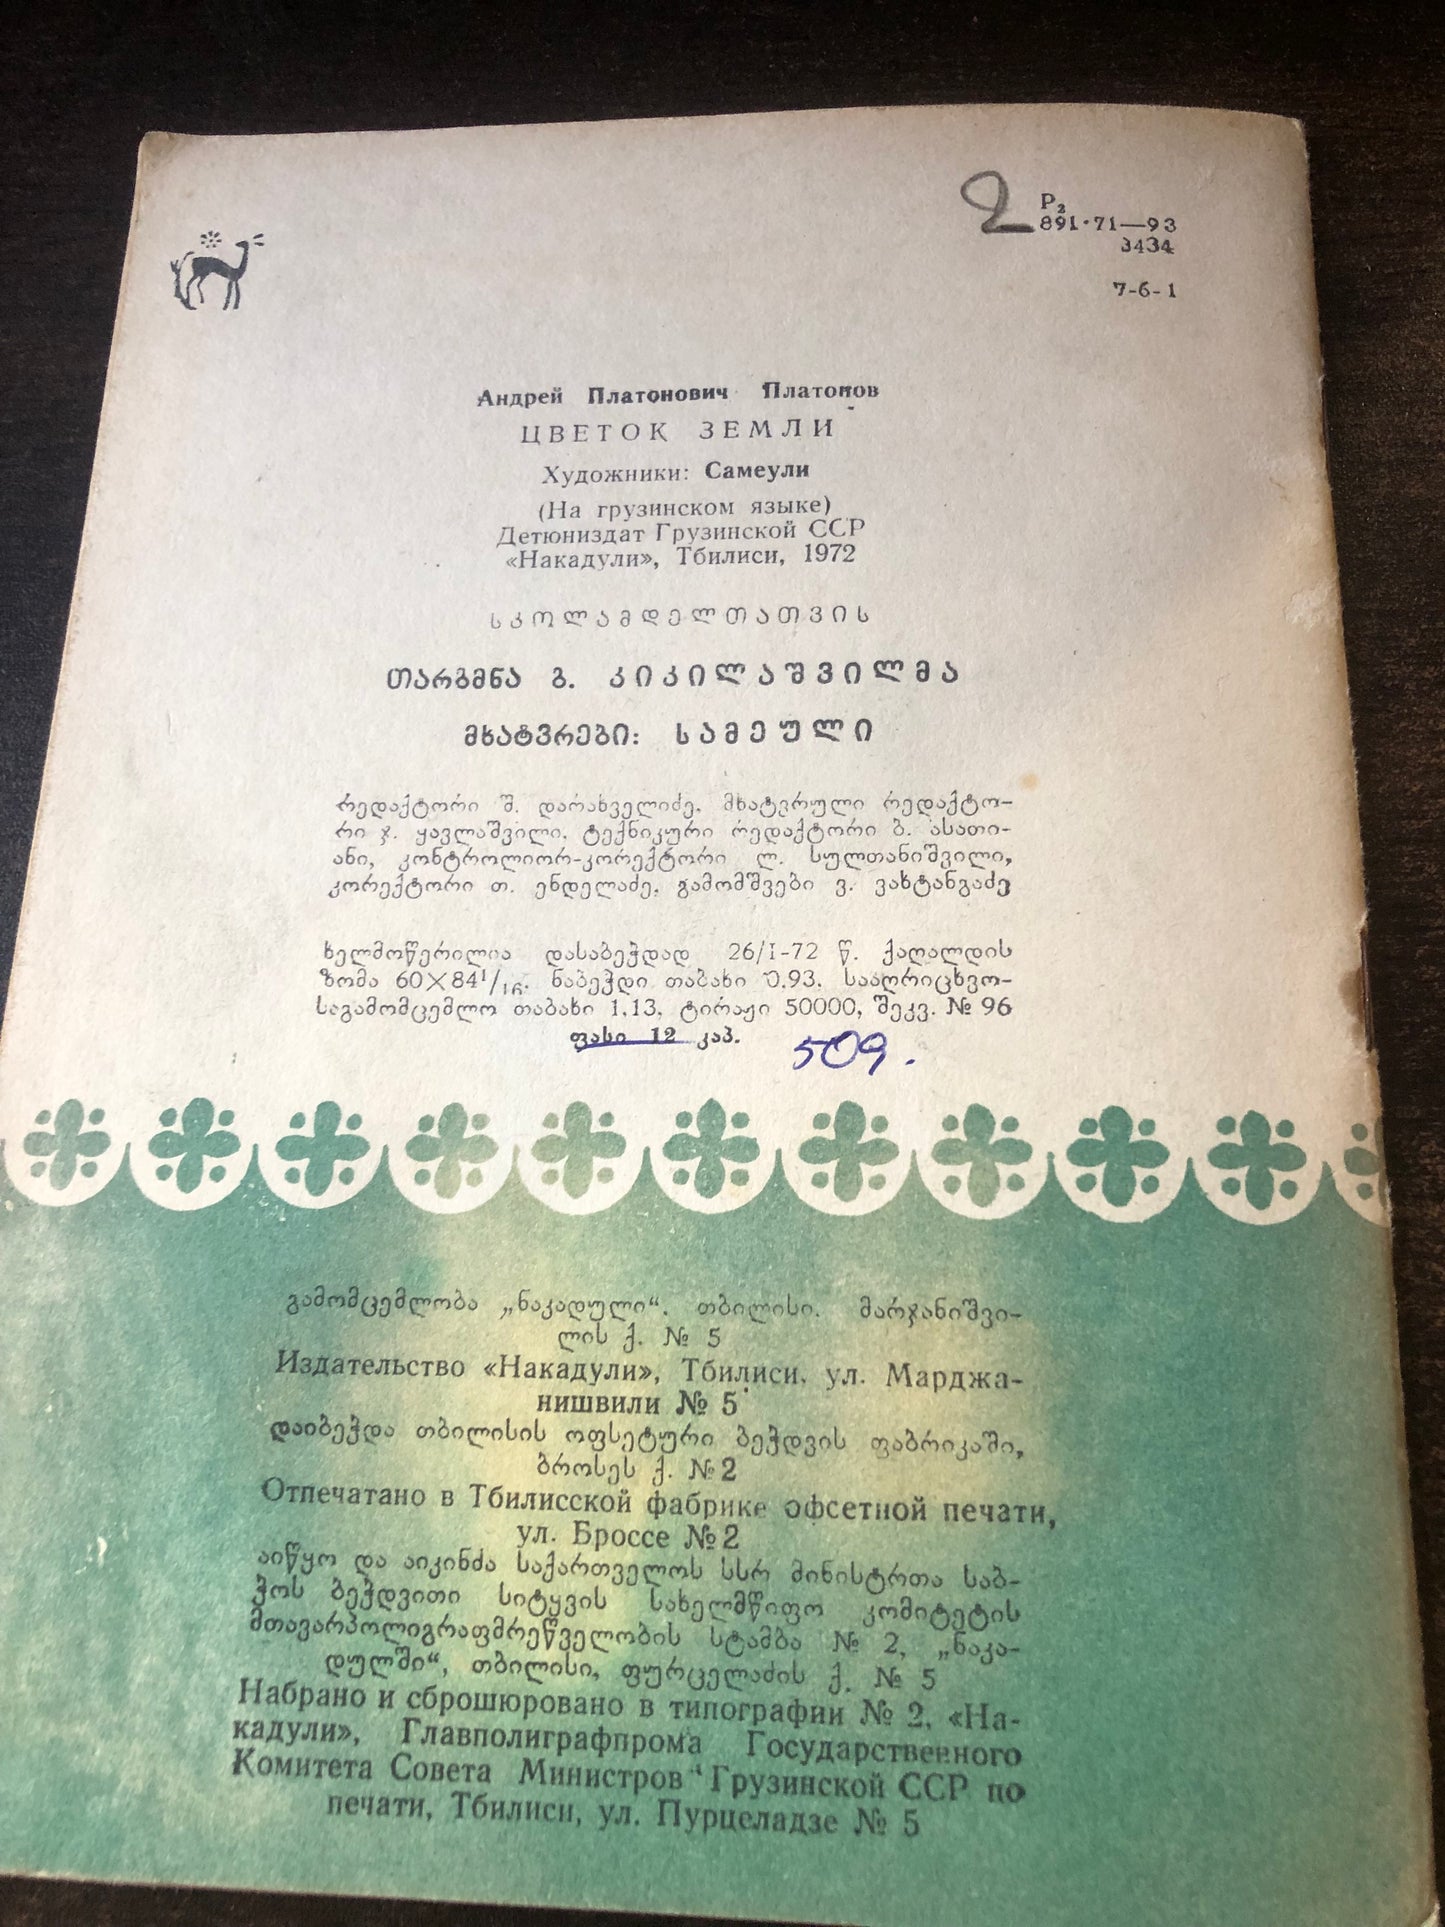 2
Р₂
891·71—93
3434
7-6-1
Андрей Платонович Платонов
ЦВЕТОК ЗЕМЛИ
Художники: Самеули
(На грузинском языке)
Детюниздат Грузинской ССР
«Накадули», Тбилиси, 1972
სკოლამდელთათვის
თარგმნა გ. კიკილაშვილმა
მხატვრები: სამეული
რედაქტორი შ. დარახველიძე, მხატვრული რედაქტო-
რი ჯ. ყავლაშვილი, ტექნიკური რედაქტორი ბ. ასათი-
ანი, კონტროლიორ-კორექტორი ლ. სულთანიშვილი,
კორექტორი თ. ენდელაძე, გამომშვები ვ. ვახტანგაძე
ხელმოწერილია დასაბეჭდად 26/I-72 წ. ქაღალდის
ზომა 60×84¹/₁₆. ნაბეჭდი თაბახი 0.93. სააღრიცხვო-
საგამომცემლო თაბახი 1,13, ტირაჟი 50000, შეკვ. № 96
ფასი 12 კაპ.
509.
გამომცემლობა „ნაკადული“, თბილისი, მარჯანიშვი-
ლის ქ. № 5
Издательство «Накадули», Тбилиси, ул. Марджа-
нишвили № 5
დაიბეჭდა თბილისის ოფსეტური ბეჭდვის ფაბრიკაში,
ბროსეს ქ. № 2
Отпечатано в Тбилисской фабрике офсетной печати,
ул. Броссе № 2
აიწყო და აიკინძა საქართველოს სსრ მინისტრთა საბ-
ჭოს ბეჭდვითი სიტყვის სახელმწიფო კომიტეტის
მთავარპოლიგრაფმრეწველობის სტამბა № 2, „ნაკა-
დულში“, თბილისი, ფურცელაძის ქ. № 5
Набрано и сброшюровано в типографии № 2, «На-
кадули», Главполиграфпрома Государственного
Комитета Совета Министров Грузинской ССР по
печати, Тбилиси, ул. Пурцеладзе № 5